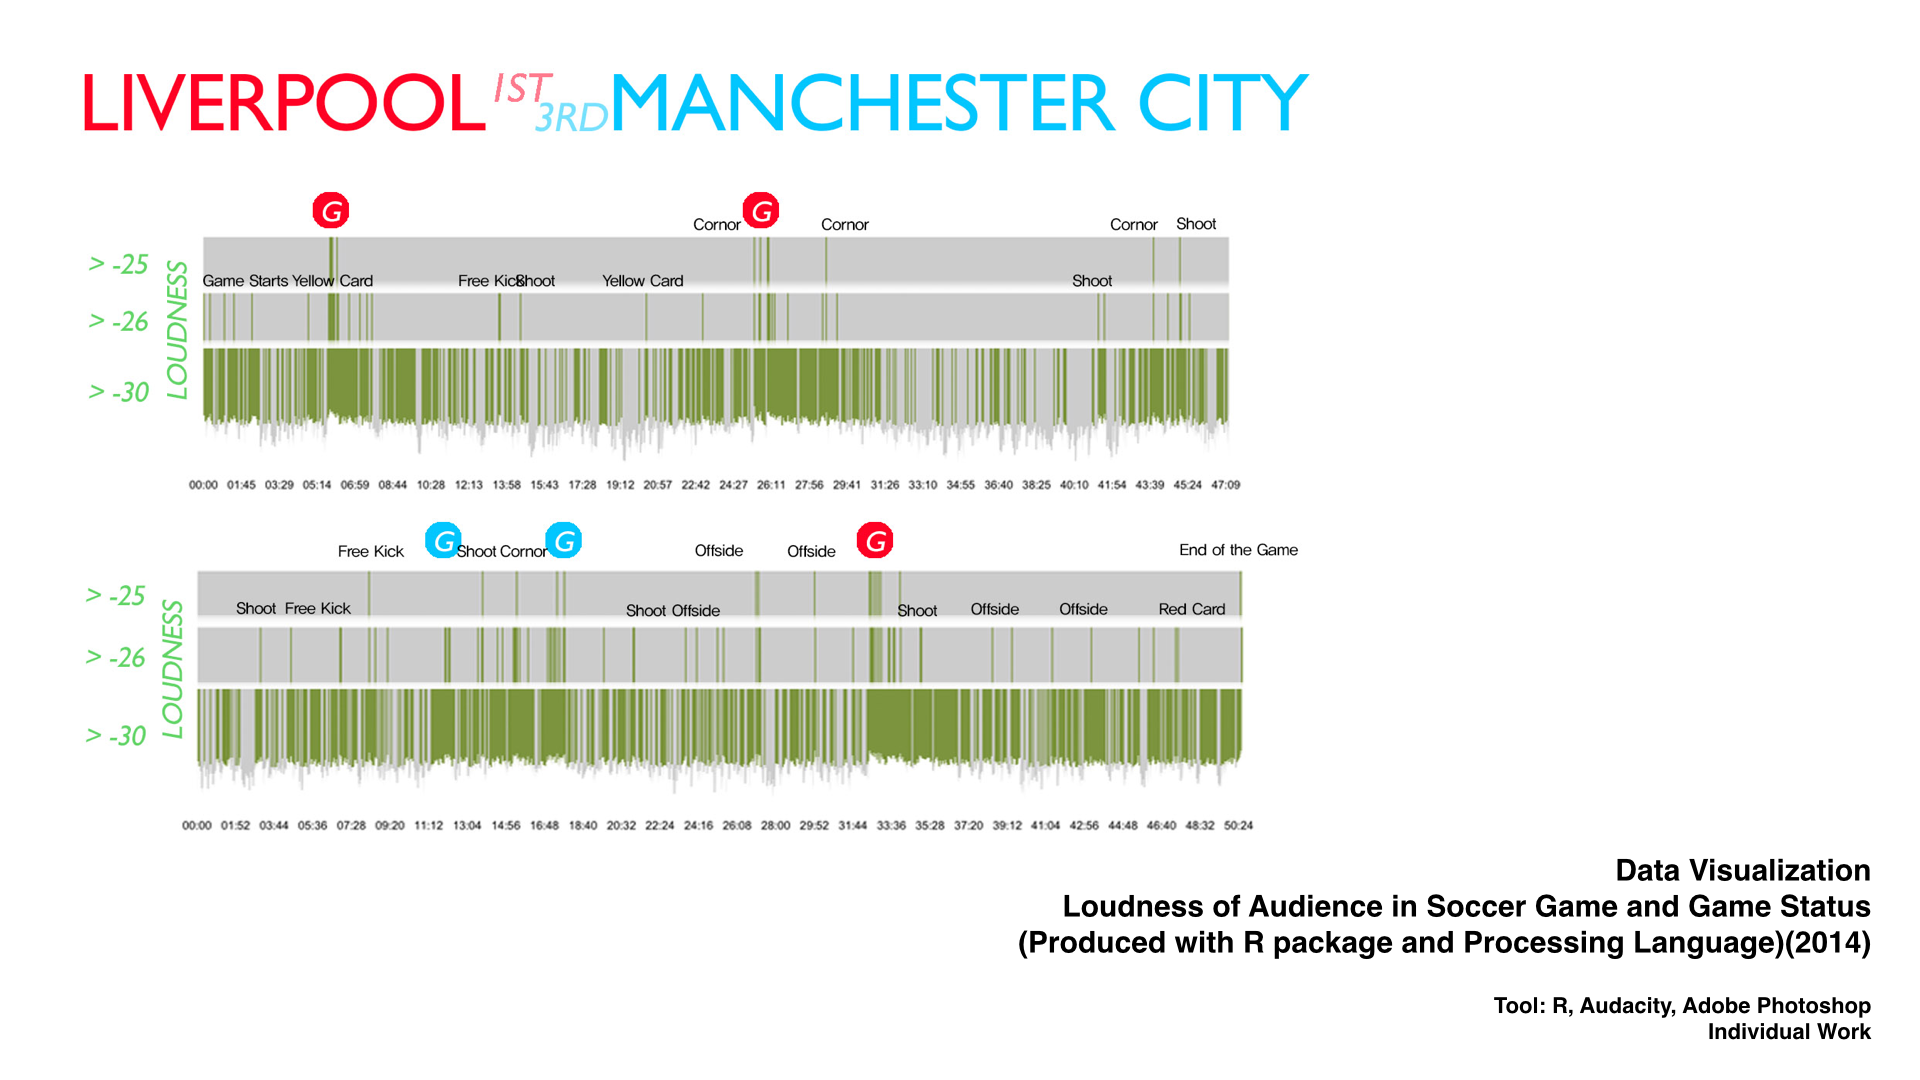 LIVERPOOL 1ST 3RD MANCHESTER CITY
G G
Cornor Cornor Cornor Shoot
> -25
Game Starts Yellow Card Free Kick Shoot Yellow Card Shoot
> -26
> -30
LOUDNESS
00:00 01:45 03:29 05:14 06:59 08:44 10:28 12:13 13:58 15:43 17:28 19:12 20:57 22:42 24:27 26:11 27:56 29:41 31:26 33:10 34:55 36:40 38:25 40:10 41:54 43:39 45:24 47:09
G G G
Free Kick Shoot Cornor Offside Offside End of the Game
> -25
Shoot Free Kick Shoot Offside Shoot Offside Offside Red Card
> -26
> -30
LOUDNESS
00:00 01:52 03:44 05:36 07:28 09:20 11:12 13:04 14:56 16:48 18:40 20:32 22:24 24:16 26:08 28:00 29:52 31:44 33:36 35:28 37:20 39:12 41:04 42:56 44:48 46:40 48:32 50:24
Data Visualization
Loudness of Audience in Soccer Game and Game Status
(Produced with R package and Processing Language)(2014)
Tool: R, Audacity, Adobe Photoshop
Individual Work